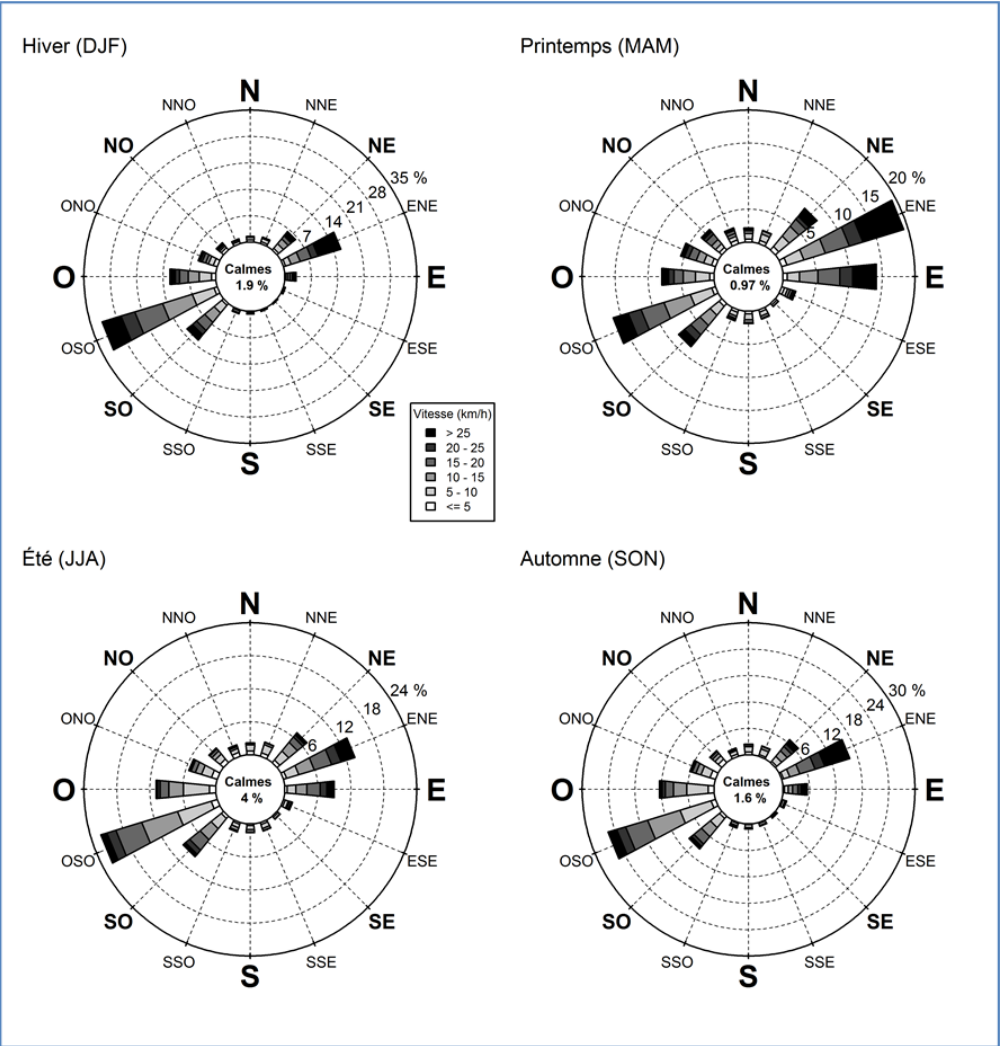 Hiver (DJF)
N
NNO
NNE
NO
NE
35 %
28
21
14
7
ONO
ENE
O
Calmes
1.9 %
E
OSO
ESE
SO
SE
SSO
SSE
S
Printemps (MAM)
N
NNO
NNE
NO
NE
20 %
15
10
5
ONO
ENE
O
Calmes
0.97 %
E
OSO
ESE
SO
SE
SSO
SSE
S
Vitesse (km/h)
> 25
20 - 25
15 - 20
10 - 15
5 - 10
<= 5
Été (JJA)
N
NNO
NNE
NO
NE
24 %
18
12
6
ONO
ENE
O
Calmes
4 %
E
OSO
ESE
SO
SE
SSO
SSE
S
Automne (SON)
N
NNO
NNE
NO
NE
30 %
24
18
12
6
ONO
ENE
O
Calmes
1.6 %
E
OSO
ESE
SO
SE
SSO
SSE
S